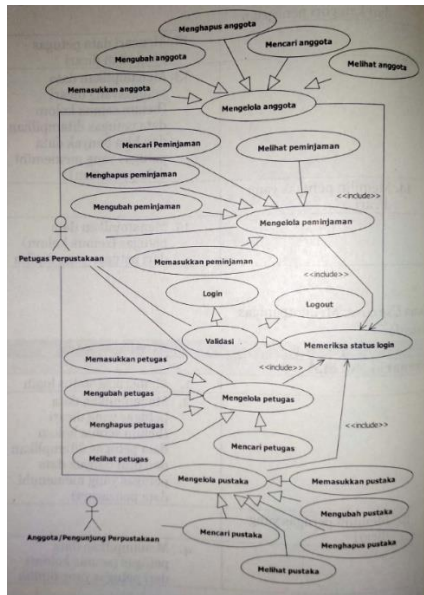 Menghapus anggota
Mencari anggota
Mengubah anggota
Melihat anggota
Memasukkan anggota
Mengelola anggota
Mencari Peminjaman
Melihat peminjaman
Menghapus peminjaman
<<include>>
Mengubah peminjaman
Mengelola peminjaman
Petugas Perpustakaan
Memasukkan peminjaman
<<include>>
Login
Logout
Validasi
Memeriksa status login
Memasukkan petugas
<<include>>
Mengubah petugas
Mengelola petugas
Menghapus petugas
<<include>>
Melihat petugas
Mencari petugas
Mengelola pustaka
Memasukkan pustaka
Mengubah pustaka
Anggota/Pengunjung Perpustakaan
Mencari pustaka
Menghapus pustaka
Melihat pustaka